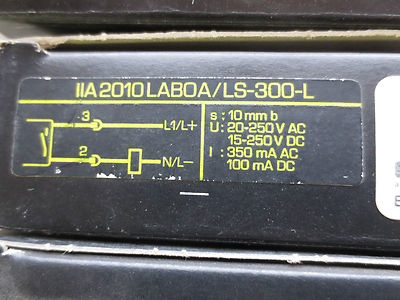 IIA2010LABOA/LS-300-L
3
L1/L+
2
N/L-
s : 10 mm b
U : 20-250 V AC
15-250 V DC
I : 350 mA AC
100 mA DC